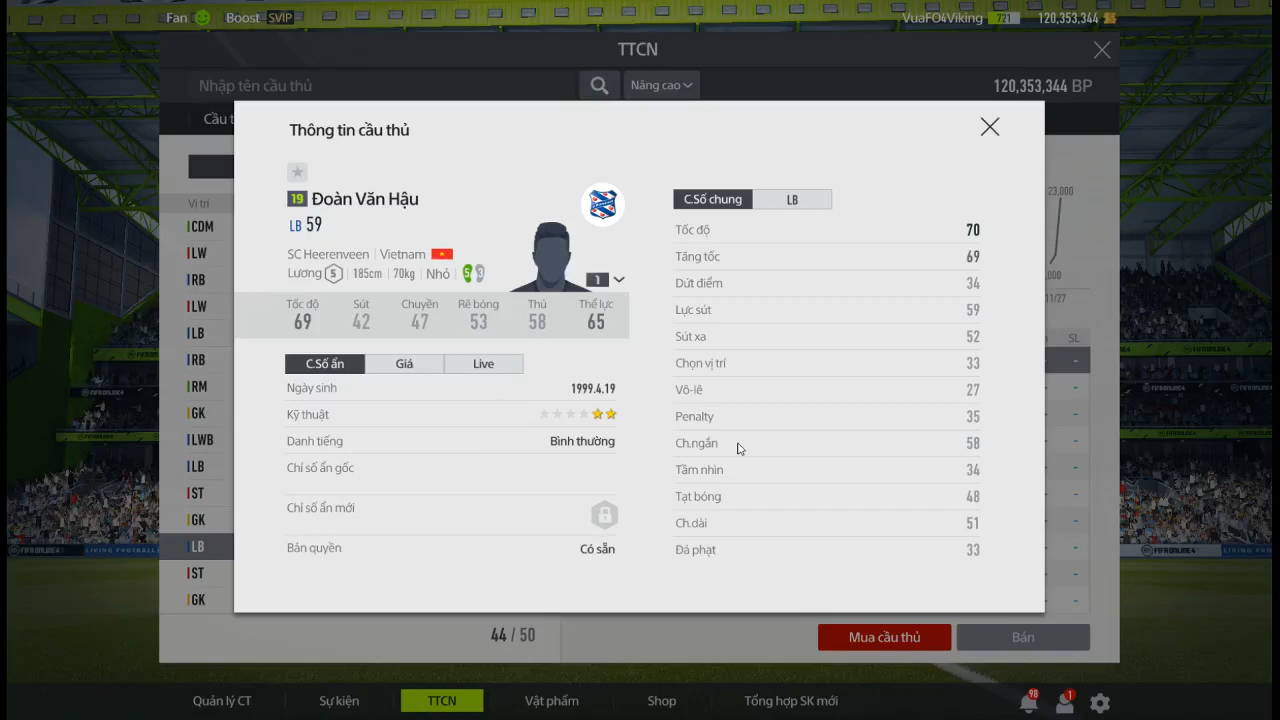 Fan Boost SVIP VuaFO4Viking 721 120,353,344
TTCN
Nhập tên cầu thủ Nâng cao 120,353,344 BP
Cầu t
Thông tin cầu thủ
19 Đoàn Văn Hậu
LB 59
SC Heerenveen Vietnam
Lương 5 185cm 70kg Nhỏ 5 3
1
Tốc độ Sút Chuyền Rê bóng Thủ Thể lực
69 42 47 53 58 65
C.Số ẩn Giá Live
Ngày sinh 1999.4.19
Kỹ thuật
Danh tiếng Bình thường
Chỉ số ẩn gốc
Chỉ số ẩn mới
Bản quyền Có sẵn
C.Số chung LB
Tốc độ 70
Tăng tốc 69
Dứt điểm 34
Lực sút 59
Sút xa 52
Chọn vị trí 33
Vô-lê 27
Penalty 35
Ch.ngắn 58
Tầm nhìn 34
Tạt bóng 48
Ch.dài 51
Đá phạt 33
Vị trí
CDM
LW
RB
LW
LB
RB
RM
GK
LWB
LB
ST
GK
LB
ST
GK
23,000
,000
11/27
SL
44 / 50
Mua cầu thủ Bán
Quản lý CT Sự kiện TTCN Vật phẩm Shop Tổng hợp SK mới 98 1